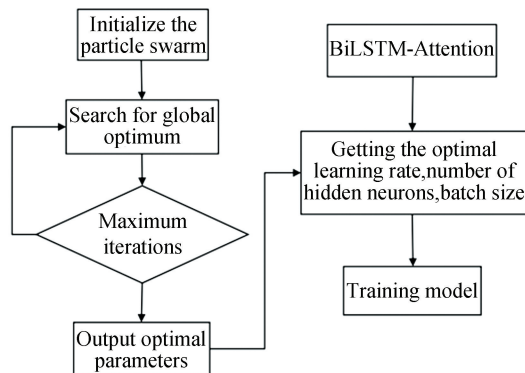 Initialize the
particle swarm
Search for global
optimum
Maximum
iterations
Output optimal
parameters
BiLSTM-Attention
Getting the optimal
learning rate,number of
hidden neurons,batch size
Training model